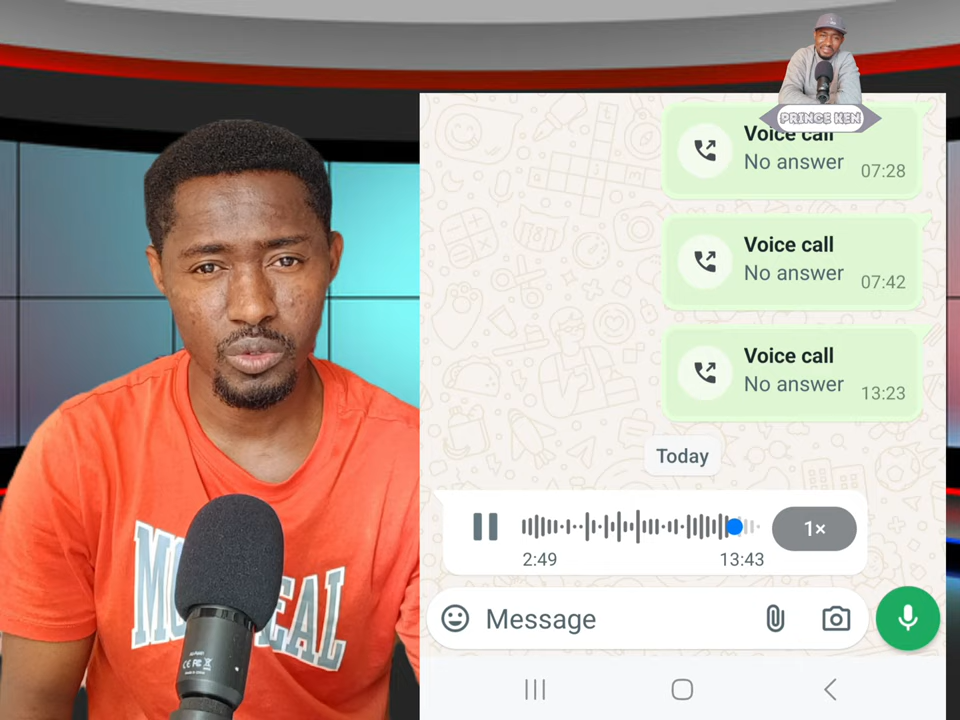 PRINCE KEN
Voice call
No answer
07:28
Voice call
No answer
07:42
Voice call
No answer
13:23
Today
1×
2:49
13:43
Message
MONTREAL